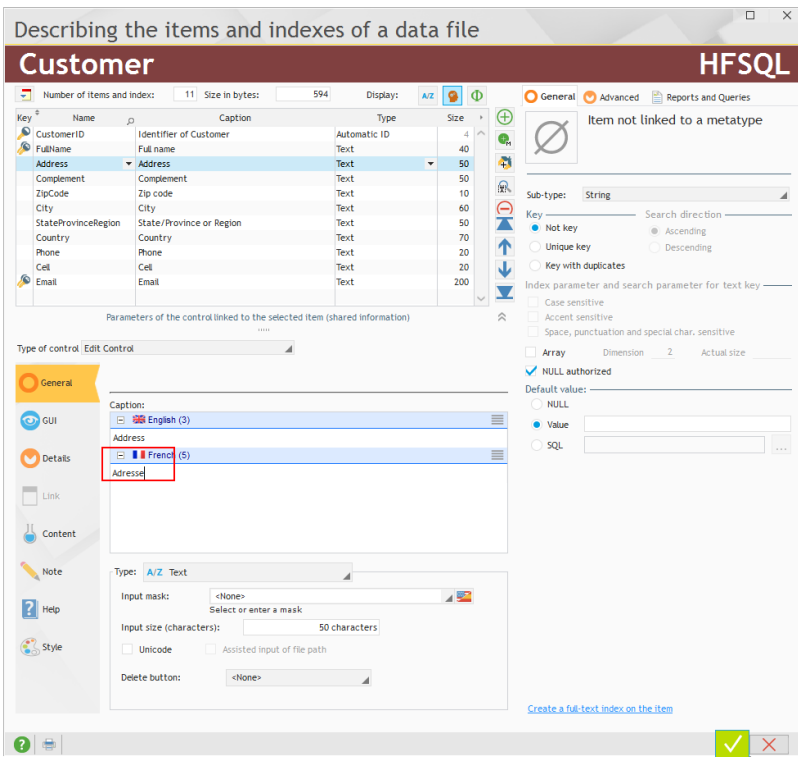 Describing the items and indexes of a data file
Customer HFSQL
Number of items and index: 11 Size in bytes: 594 Display: A/Z
Key Name Caption Type Size
CustomerID Identifier of Customer Automatic ID 4
FullName Full name Text 40
Address Address Text 50
Complement Complement Text 50
ZipCode Zip code Text 10
City City Text 60
StateProvinceRegion State/Province or Region Text 50
Country Country Text 70
Phone Phone Text 20
Cell Cell Text 20
Email Email Text 200
Parameters of the control linked to the selected item (shared information)
Type of control Edit Control
General
GUI
Details
Link
Content
Note
Help
Style
Caption:
English (3)
Address
French (5)
Adresse
Type: A/Z Text
Input mask: <None>
Select or enter a mask
Input size (characters): 50 characters
Unicode Assisted input of file path
Delete button: <None>
General Advanced Reports and Queries
Item not linked to a metatype
Sub-type: String
Key Search direction
Not key Ascending
Unique key Descending
Key with duplicates
Index parameter and search parameter for text key
Case sensitive
Accent sensitive
Space, punctuation and special char. sensitive
Array Dimension 2 Actual size
NULL authorized
Default value:
NULL
Value
SQL ...
Create a full-text index on the item